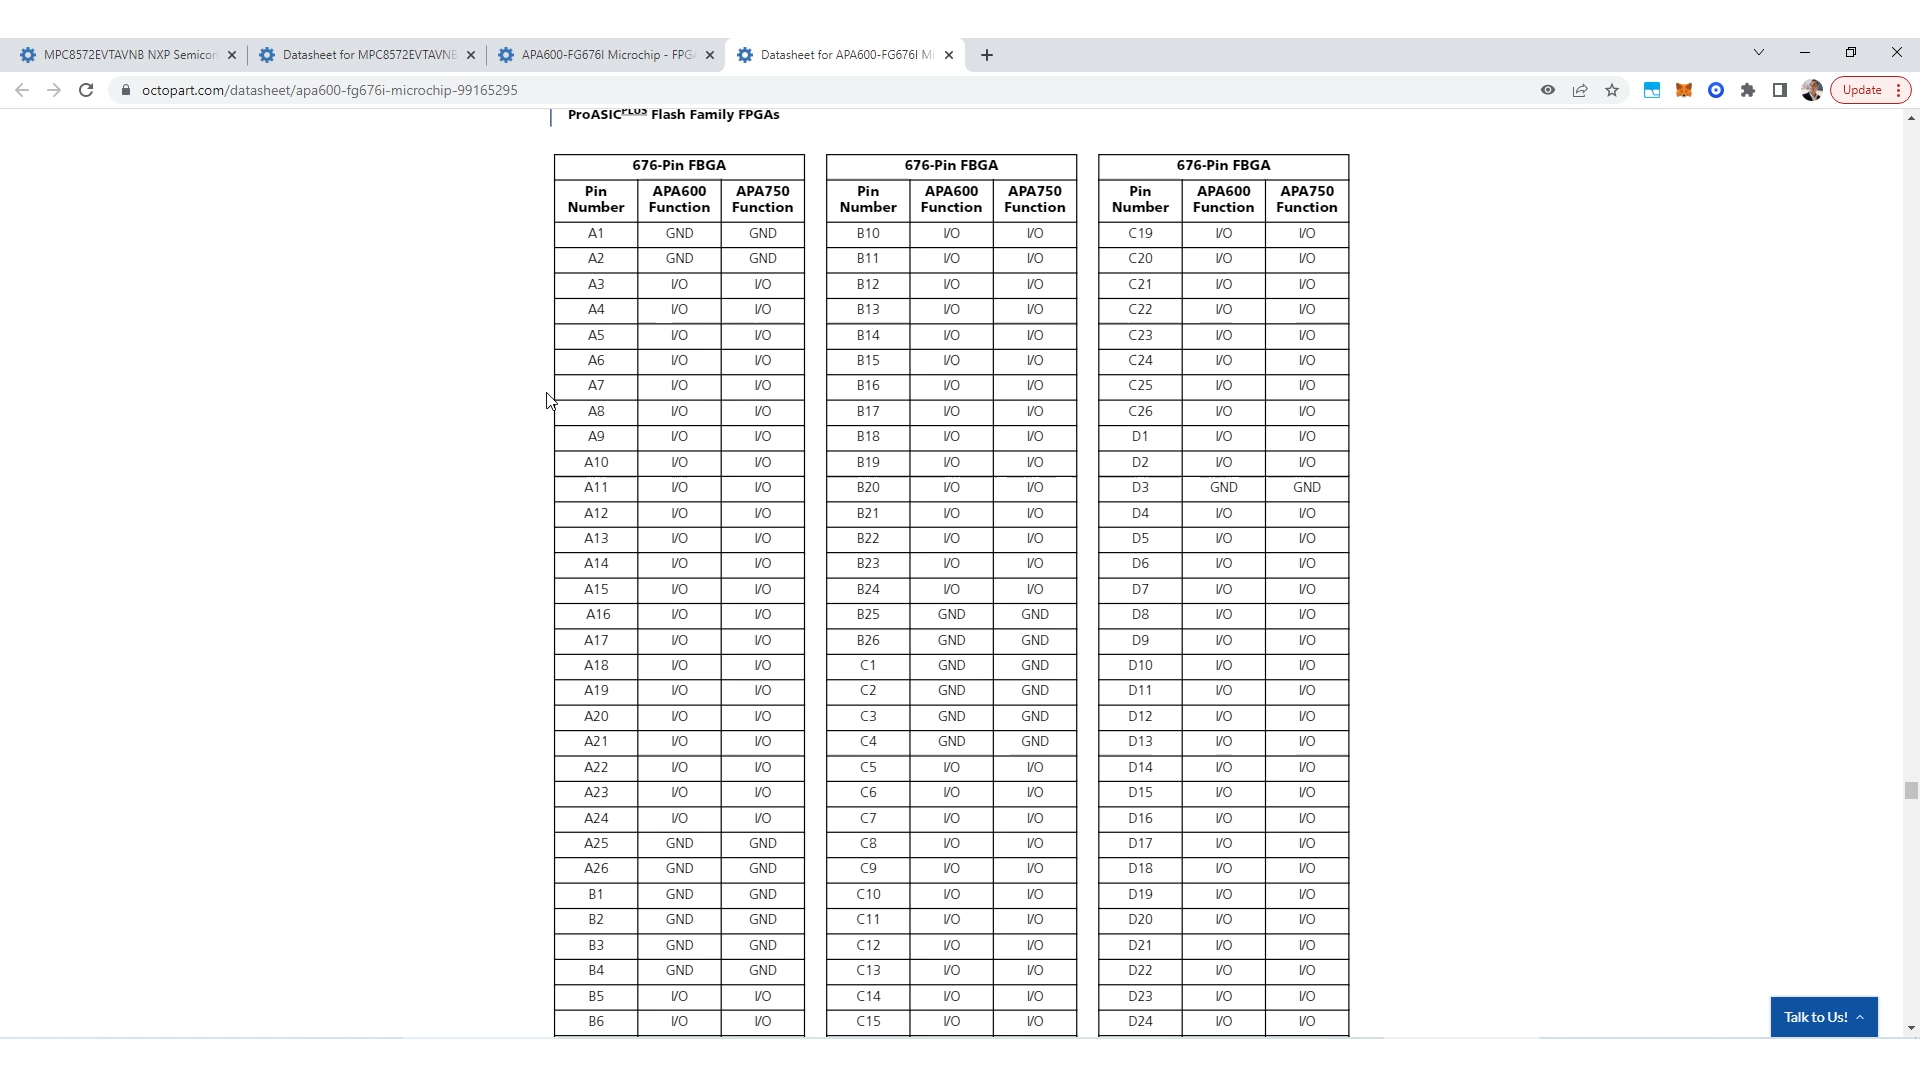 MPC8572EVTAVNB NXP Semicon
Datasheet for MPC8572EVTAVNB
APA600-FG676I Microchip - FPGA
Datasheet for APA600-FG676I Mi
octopart.com/datasheet/apa600-fg676i-microchip-99165295
Update
ProASICPLUS Flash Family FPGAs
676-Pin FBGA 676-Pin FBGA 676-Pin FBGA
Pin Number APA600 Function APA750 Function Pin Number APA600 Function APA750 Function Pin Number APA600 Function APA750 Function
A1 GND GND B10 I/O I/O C19 I/O I/O
A2 GND GND B11 I/O I/O C20 I/O I/O
A3 I/O I/O B12 I/O I/O C21 I/O I/O
A4 I/O I/O B13 I/O I/O C22 I/O I/O
A5 I/O I/O B14 I/O I/O C23 I/O I/O
A6 I/O I/O B15 I/O I/O C24 I/O I/O
A7 I/O I/O B16 I/O I/O C25 I/O I/O
A8 I/O I/O B17 I/O I/O C26 I/O I/O
A9 I/O I/O B18 I/O I/O D1 I/O I/O
A10 I/O I/O B19 I/O I/O D2 I/O I/O
A11 I/O I/O B20 I/O I/O D3 GND GND
A12 I/O I/O B21 I/O I/O D4 I/O I/O
A13 I/O I/O B22 I/O I/O D5 I/O I/O
A14 I/O I/O B23 I/O I/O D6 I/O I/O
A15 I/O I/O B24 I/O I/O D7 I/O I/O
A16 I/O I/O B25 GND GND D8 I/O I/O
A17 I/O I/O B26 GND GND D9 I/O I/O
A18 I/O I/O C1 GND GND D10 I/O I/O
A19 I/O I/O C2 GND GND D11 I/O I/O
A20 I/O I/O C3 GND GND D12 I/O I/O
A21 I/O I/O C4 GND GND D13 I/O I/O
A22 I/O I/O C5 I/O I/O D14 I/O I/O
A23 I/O I/O C6 I/O I/O D15 I/O I/O
A24 I/O I/O C7 I/O I/O D16 I/O I/O
A25 GND GND C8 I/O I/O D17 I/O I/O
A26 GND GND C9 I/O I/O D18 I/O I/O
B1 GND GND C10 I/O I/O D19 I/O I/O
B2 GND GND C11 I/O I/O D20 I/O I/O
B3 GND GND C12 I/O I/O D21 I/O I/O
B4 GND GND C13 I/O I/O D22 I/O I/O
B5 I/O I/O C14 I/O I/O D23 I/O I/O
B6 I/O I/O C15 I/O I/O D24 I/O I/O
Talk to Us!